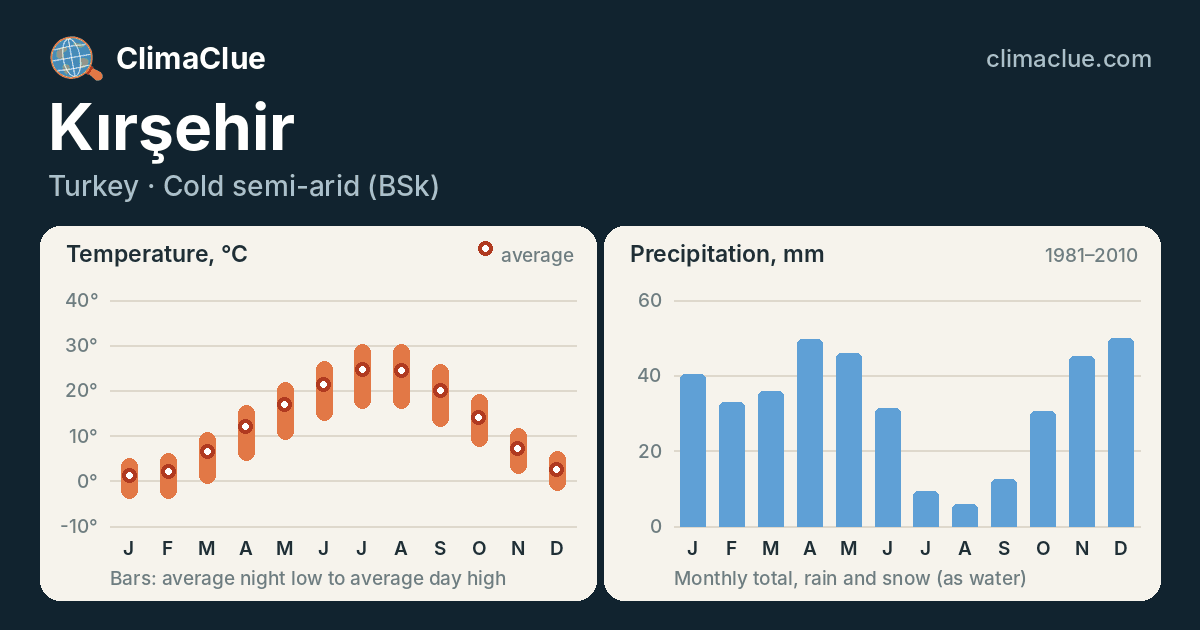 ClimaClue
climaclue.com
Kırşehir
Turkey · Cold semi-arid (BSk)
Temperature, °C
average
40°
30°
20°
10°
0°
-10°
J F M A M J J A S O N D
Bars: average night low to average day high
Precipitation, mm
1981–2010
60
40
20
0
J F M A M J J A S O N D
Monthly total, rain and snow (as water)